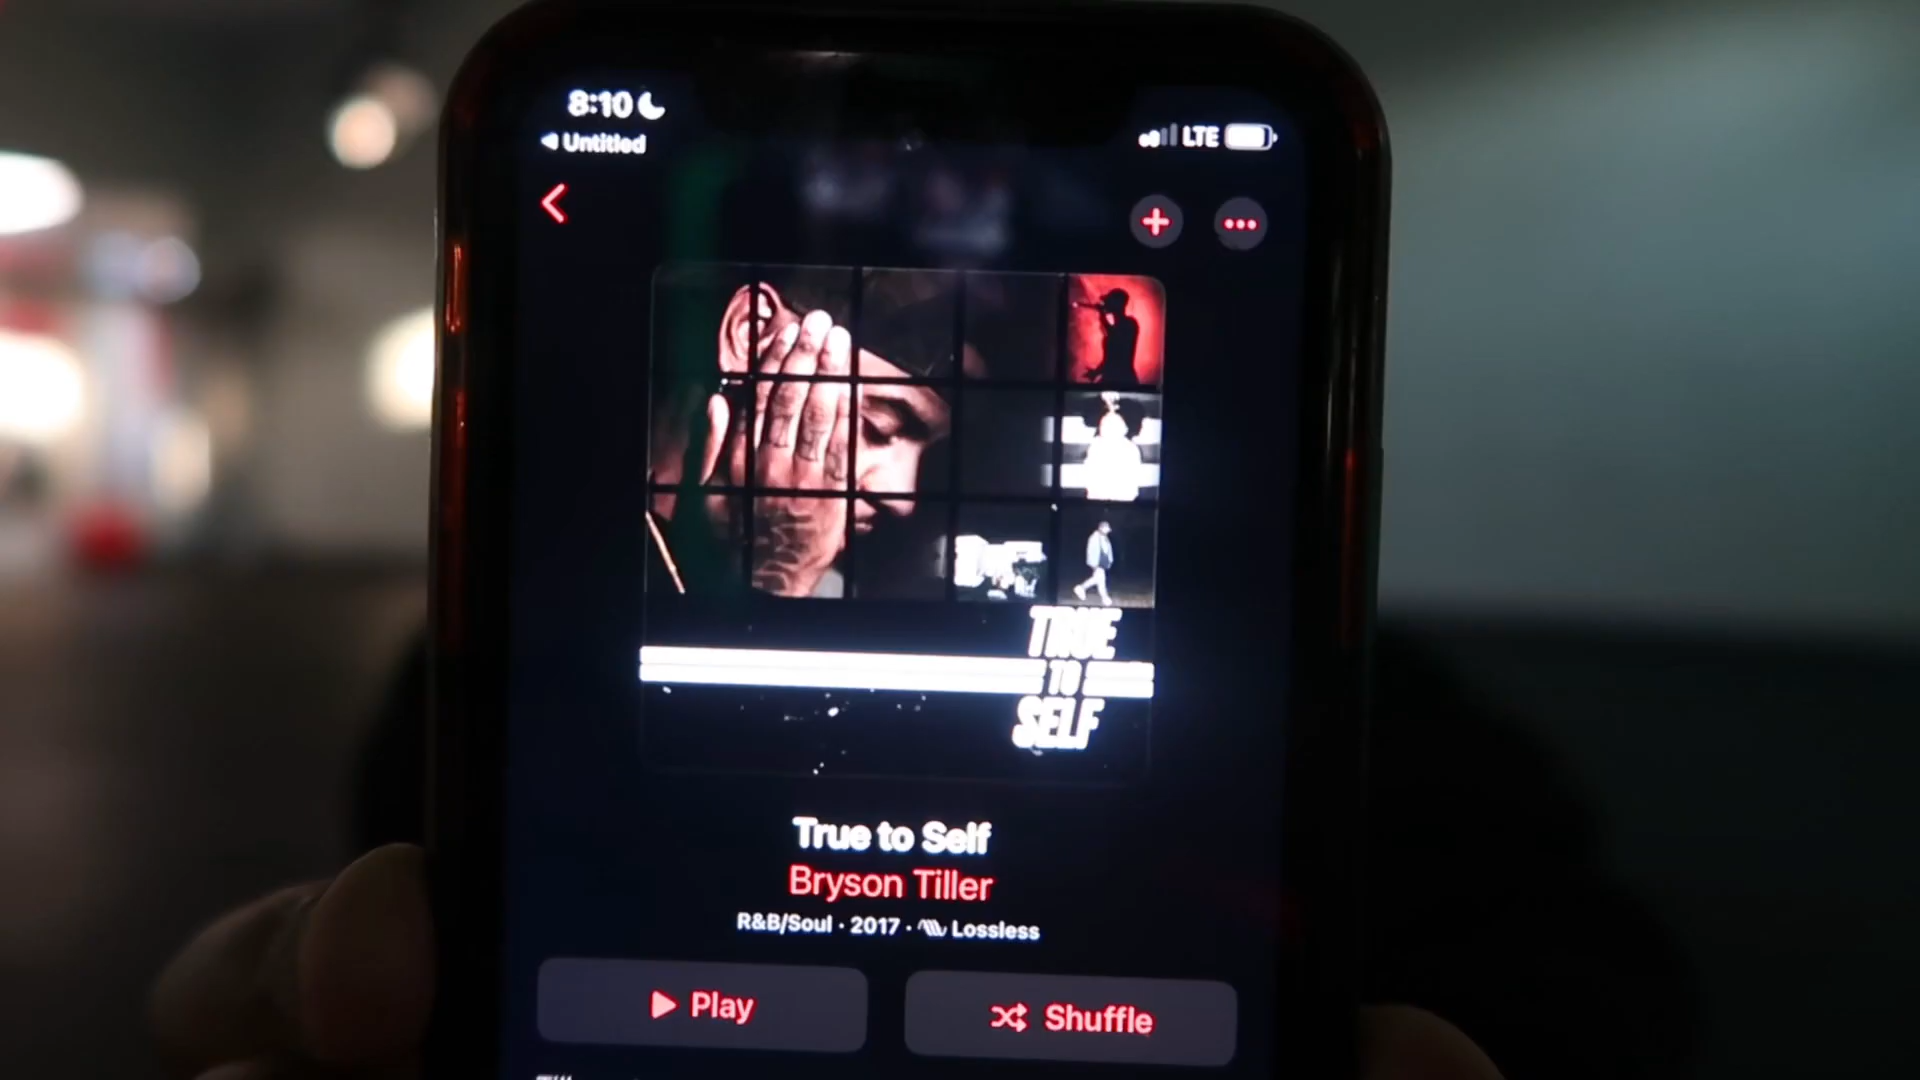 8:10
◀ Untitled
LTE
TRUE
TO
SELF
True to Self
Bryson Tiller
R&B/Soul · 2017 · Lossless
Play
Shuffle